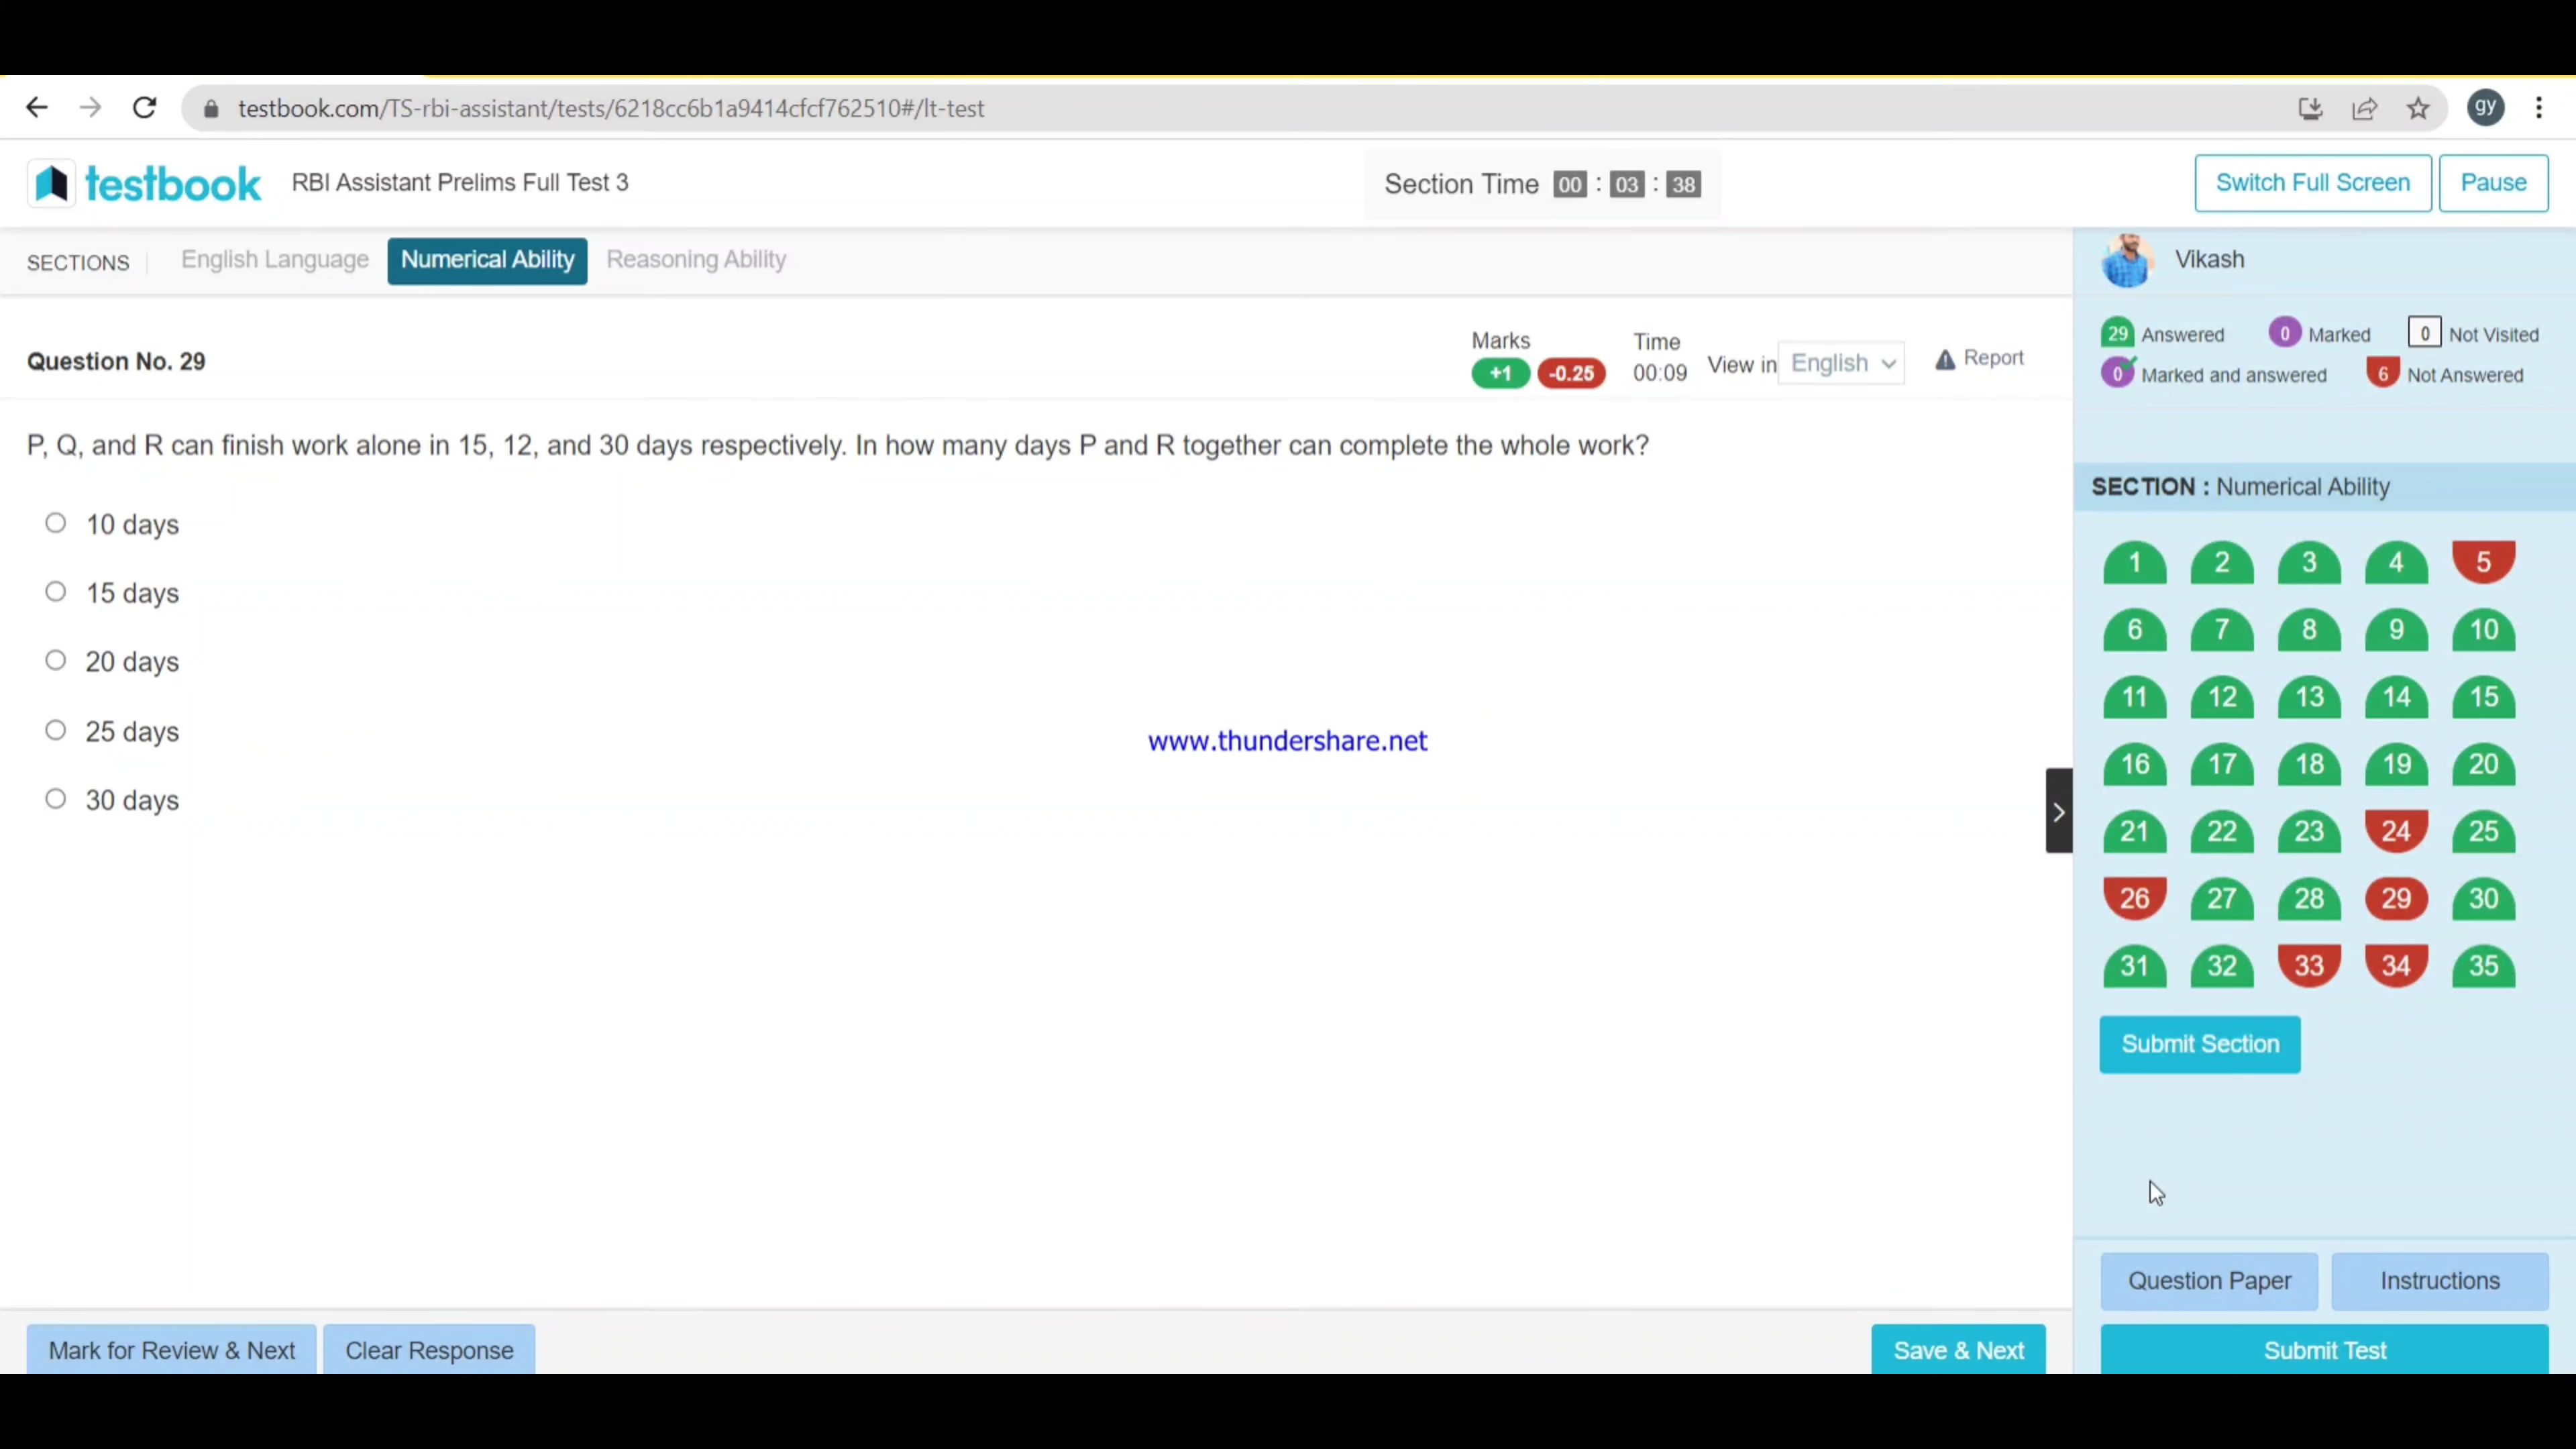 testbook.com/TS-rbi-assistant/tests/6218cc6b1a9414cfcf762510#/lt-test
gy
testbook
RBI Assistant Prelims Full Test 3
Section Time 00 : 03 : 38
Switch Full Screen
Pause
SECTIONS
English Language
Numerical Ability
Reasoning Ability
Vikash
29 Answered
0 Marked
0 Not Visited
0 Marked and answered
6 Not Answered
Question No. 29
Marks
+1 -0.25
Time
00:09
View in English
Report
P, Q, and R can finish work alone in 15, 12, and 30 days respectively. In how many days P and R together can complete the whole work?
10 days
15 days
20 days
25 days
30 days
www.thundershare.net
SECTION : Numerical Ability
1 2 3 4 5
6 7 8 9 10
11 12 13 14 15
16 17 18 19 20
21 22 23 24 25
26 27 28 29 30
31 32 33 34 35
Submit Section
Question Paper
Instructions
Mark for Review & Next
Clear Response
Save & Next
Submit Test